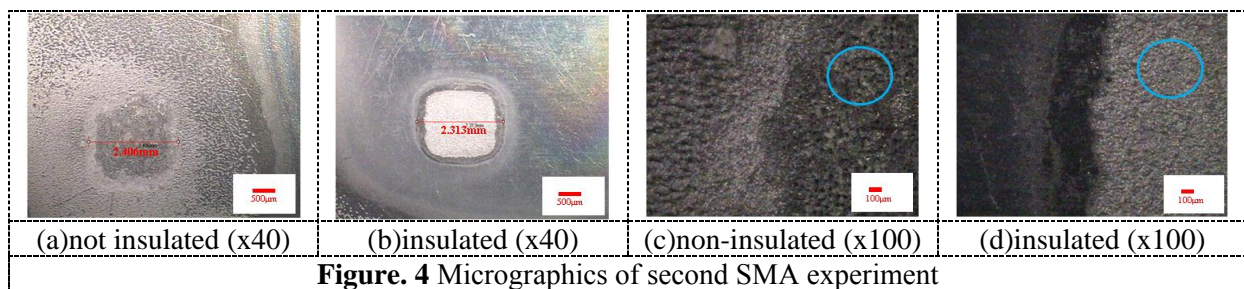 2.406mm
500μm
2.313mm
500μm
100μm
100μm
(a)not insulated (x40)
(b)insulated (x40)
(c)non-insulated (x100)
(d)insulated (x100)
Figure. 4 Micrographics of second SMA experiment